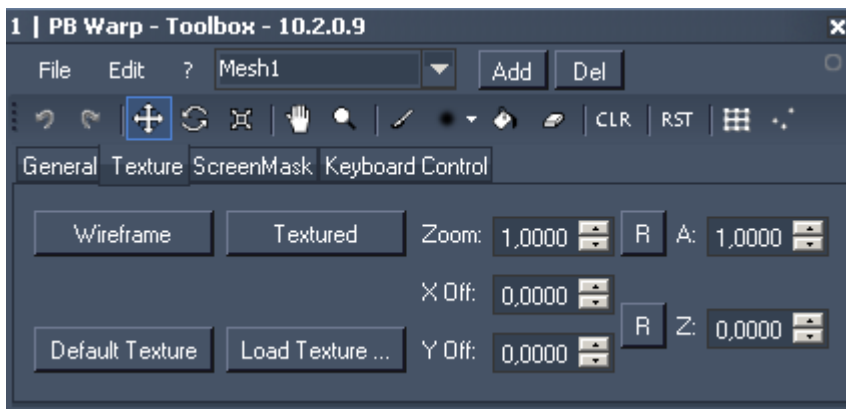 1 | PB Warp - Toolbox - 10.2.0.9
File Edit ? Mesh1 Add Del
CLR RST
General Texture ScreenMask Keyboard Control
Wireframe Textured Zoom: 1,0000 R A: 1,0000
X Off: 0,0000
R Z: 0,0000
Default Texture Load Texture ... Y Off: 0,0000